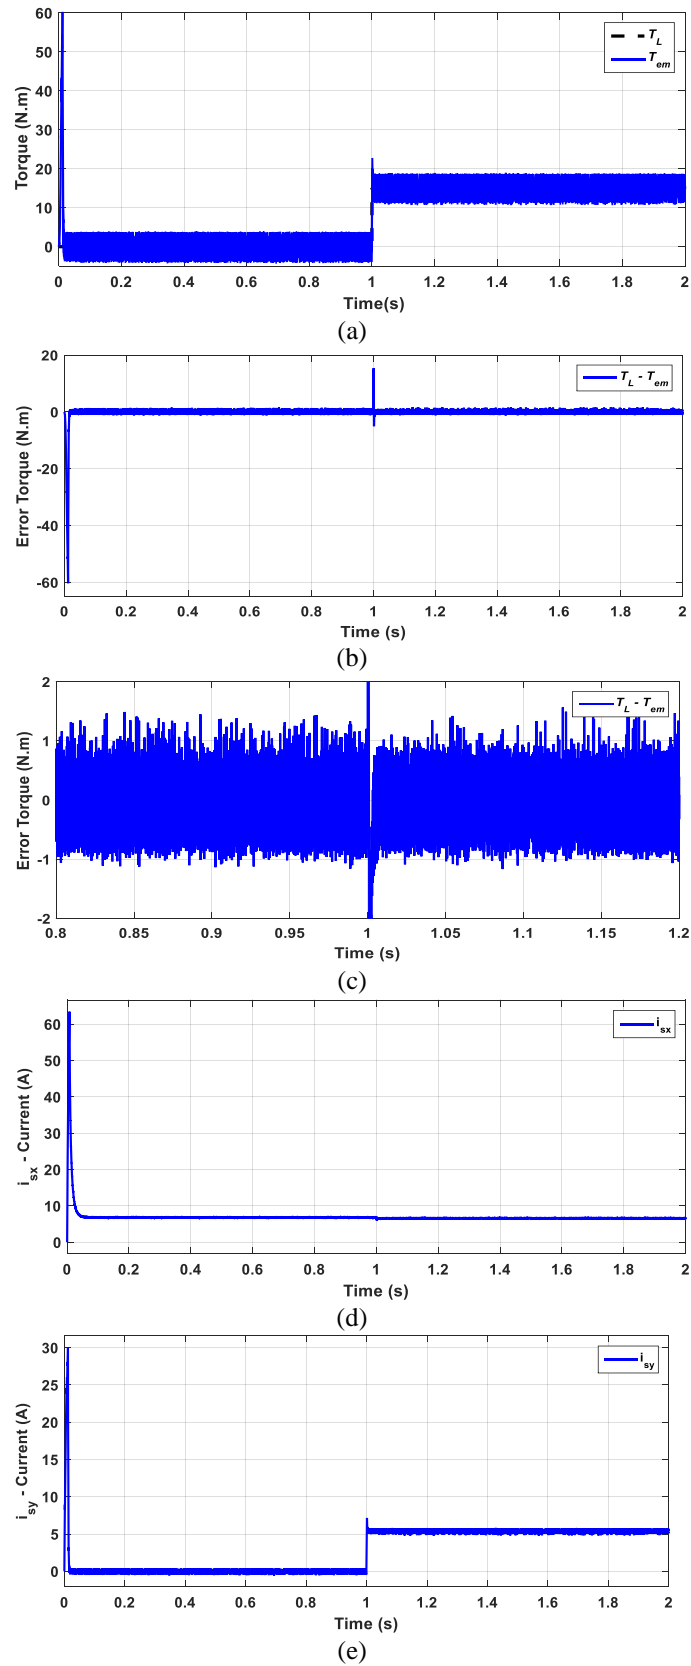 60
50
40
30
20
10
0
Torque (N.m)
T_L
T_em
0 0.2 0.4 0.6 0.8 1 1.2 1.4 1.6 1.8 2
Time(s)
(a)
20
0
-20
-40
-60
Error Torque (N.m)
T_L - T_em
0 0.2 0.4 0.6 0.8 1 1.2 1.4 1.6 1.8 2
Time (s)
(b)
2
1
0
-1
-2
Error Torque (N.m)
T_L - T_em
0.8 0.85 0.9 0.95 1 1.05 1.1 1.15 1.2
Time (s)
(c)
60
50
40
30
20
10
0
i_sx - Current (A)
i_sx
0 0.2 0.4 0.6 0.8 1 1.2 1.4 1.6 1.8 2
Time (s)
(d)
30
25
20
15
10
5
0
i_sy - Current (A)
i_sy
0 0.2 0.4 0.6 0.8 1 1.2 1.4 1.6 1.8 2
Time (s)
(e)